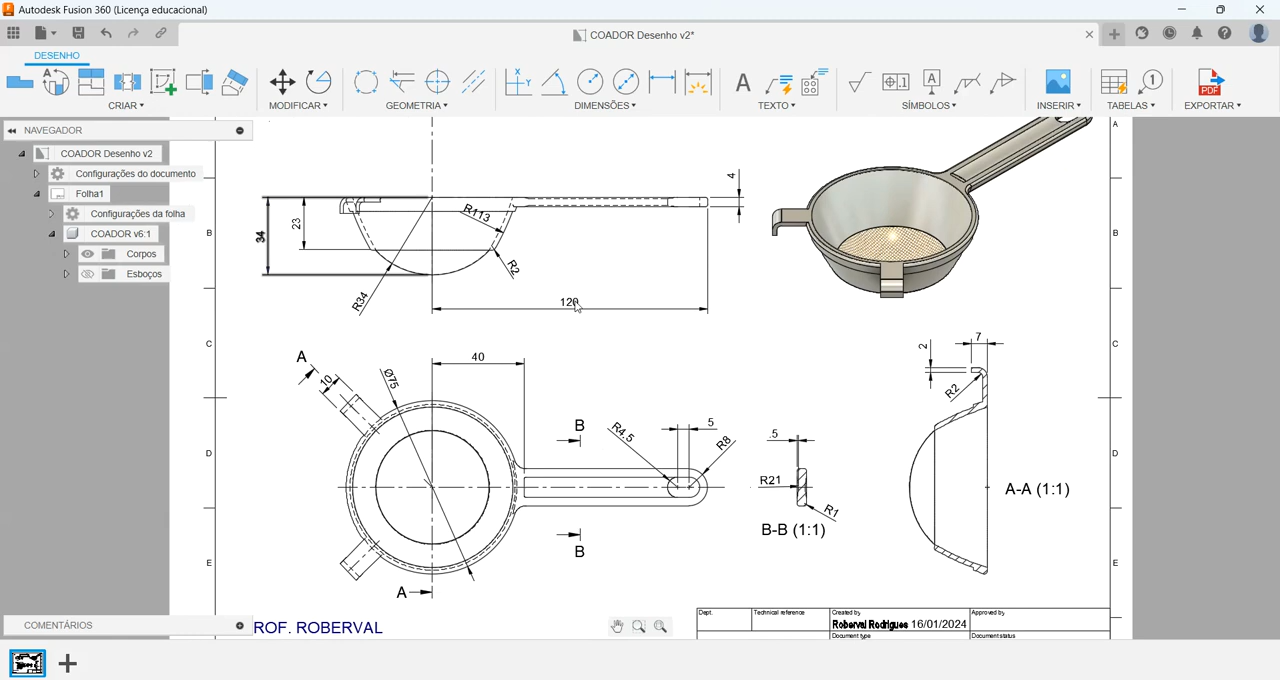 Autodesk Fusion 360 (Licença educacional)
COADOR Desenho v2*
DESENHO
CRIAR
MODIFICAR
GEOMETRIA
DIMENSÕES
TEXTO
SÍMBOLOS
INSERIR
TABELAS
EXPORTAR
NAVEGADOR
COADOR Desenho v2
Configurações do documento
Folha1
Configurações da folha
COADOR v6:1
Corpos
Esboços
A
4
B
B
23
34
R113
R2
R34
120
C
C
40
A
10
Ø75
2
7
R2
B
R4.5
5
R8
D
D
.5
R21
R1
A-A (1:1)
B-B (1:1)
B
E
E
A
COMENTÁRIOS
ROF. ROBERVAL
Dept.
Technical reference
Created by
Approved by
Roberval Rodrigues 16/01/2024
Document type
Document status